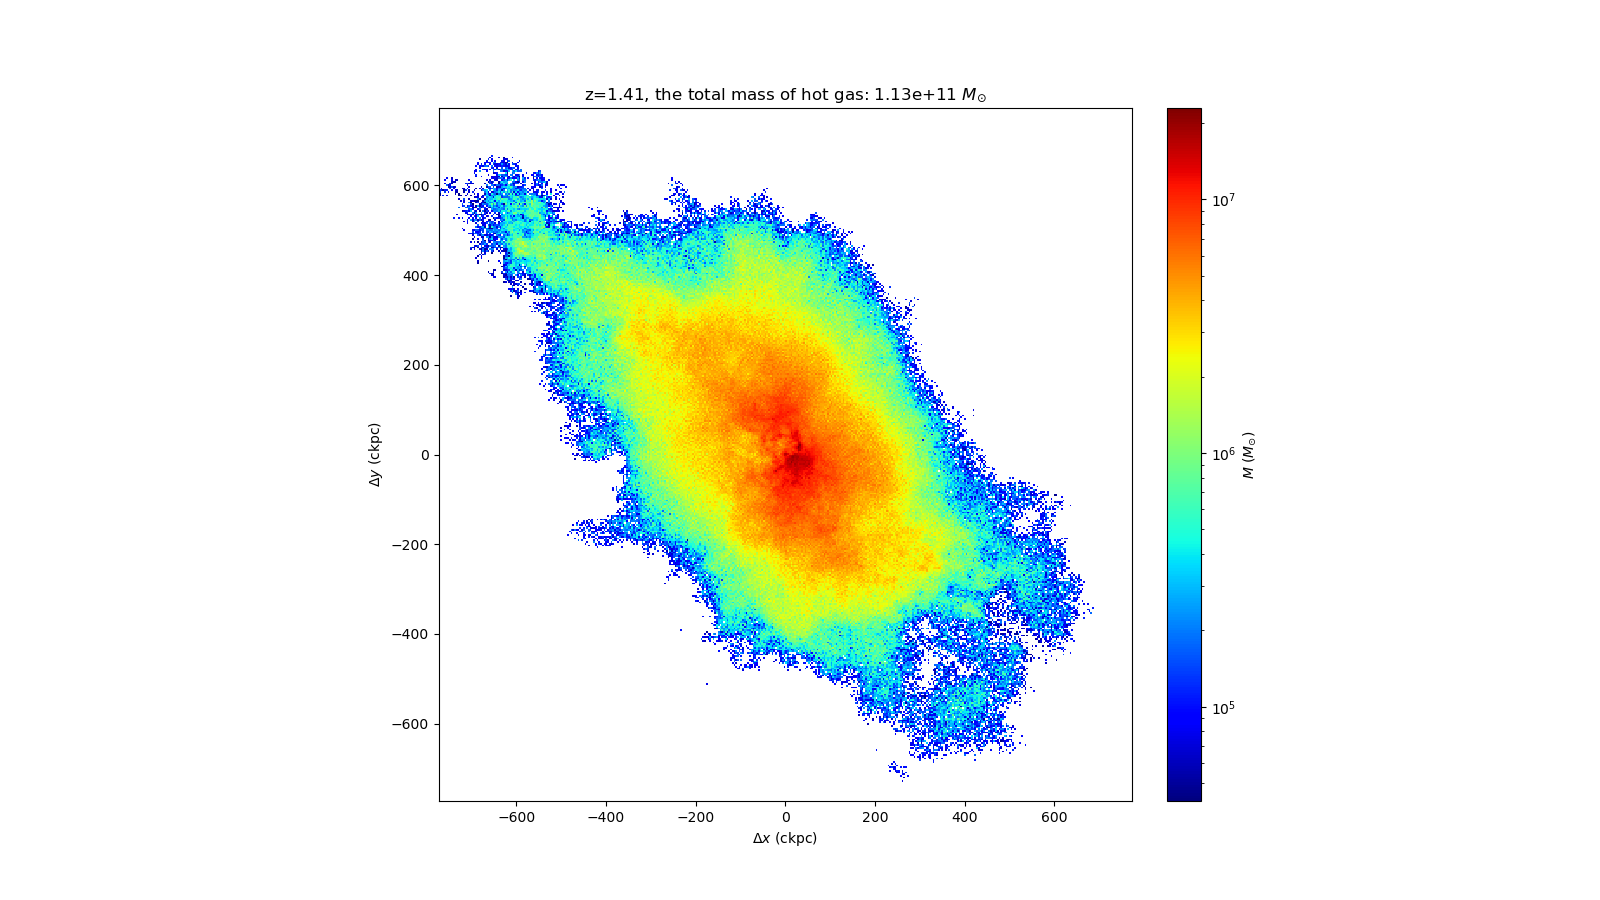 z=1.41, the total mass of hot gas: 1.13e+11 M⊙
600
400
200
0
−200
−400
−600
Δy (ckpc)
−600 −400 −200 0 200 400 600
Δx (ckpc)
10⁷
10⁶
10⁵
M (M⊙)